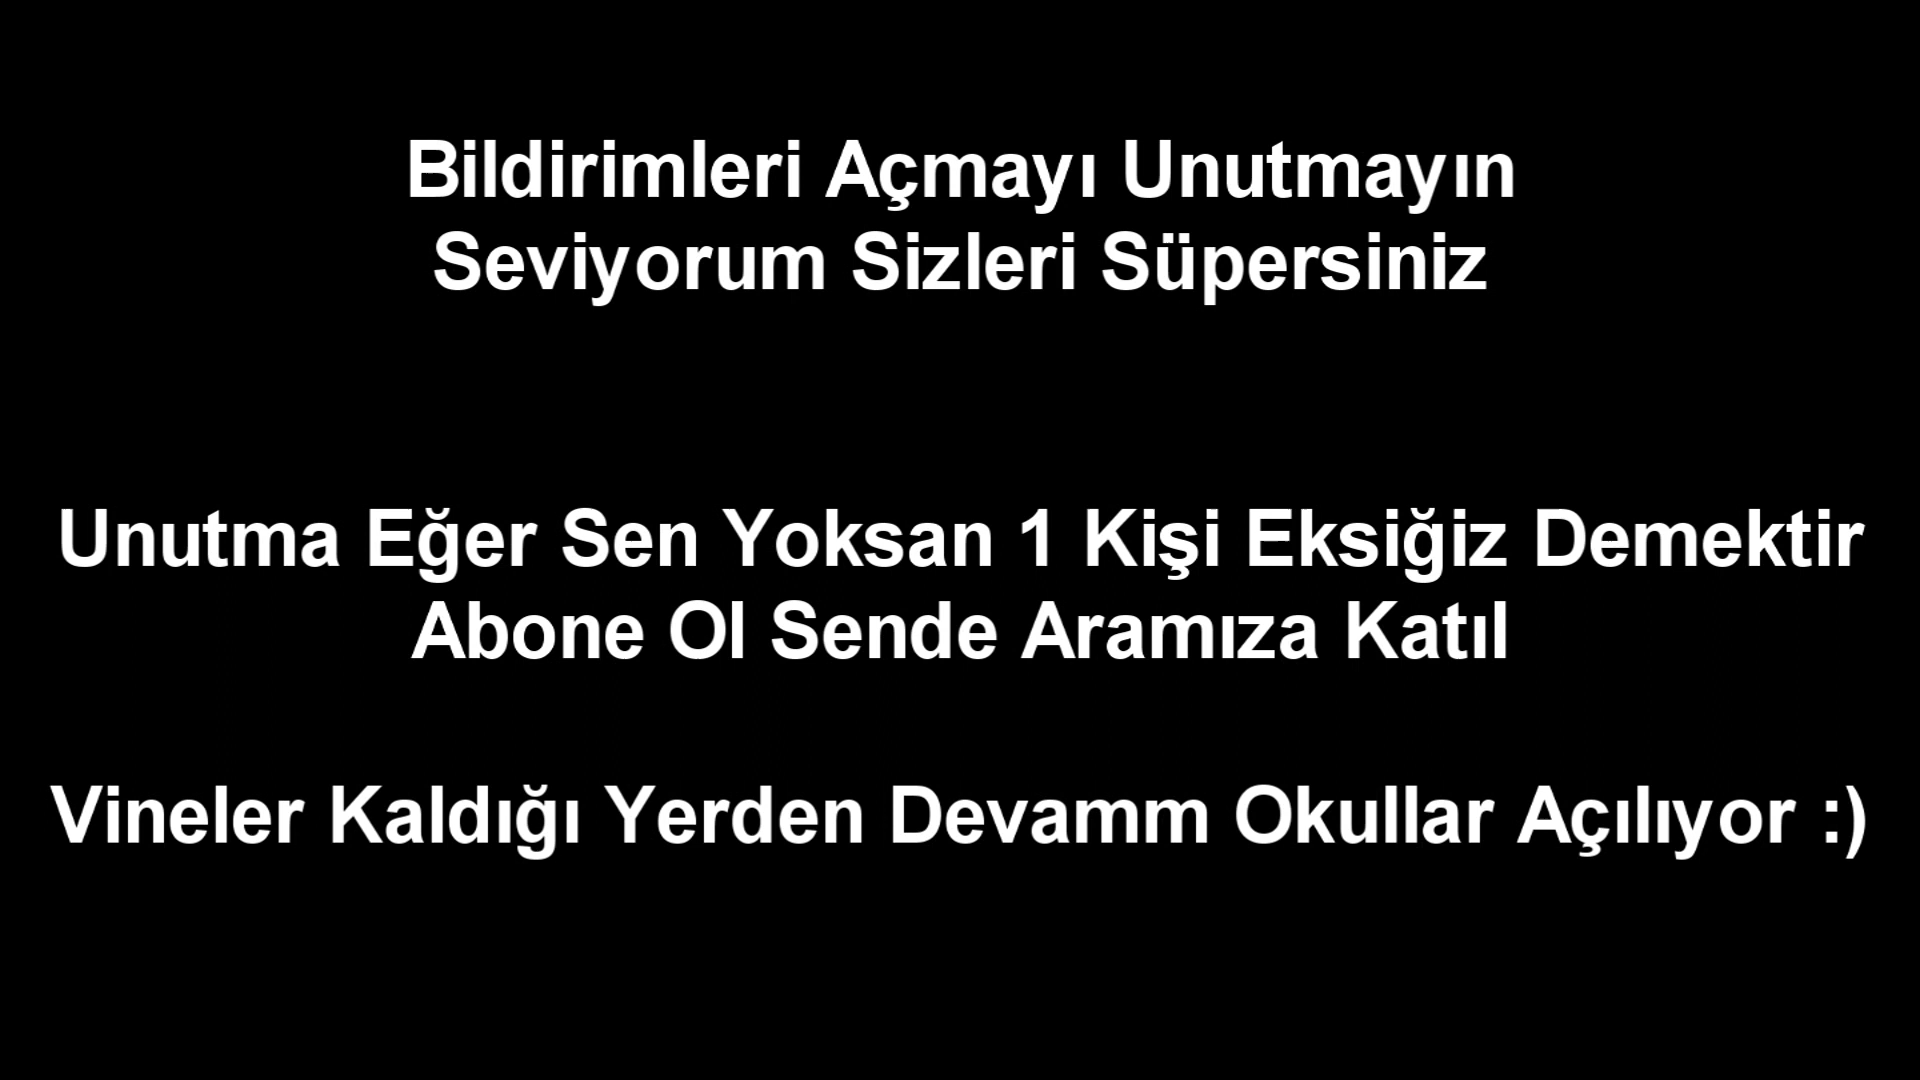 Bildirimleri Açmayı Unutmayın
Seviyorum Sizleri Süpersiniz
Unutma Eğer Sen Yoksan 1 Kişi Eksiğiz Demektir
Abone Ol Sende Aramıza Katıl
Vineler Kaldığı Yerden Devamm Okullar Açılıyor :)